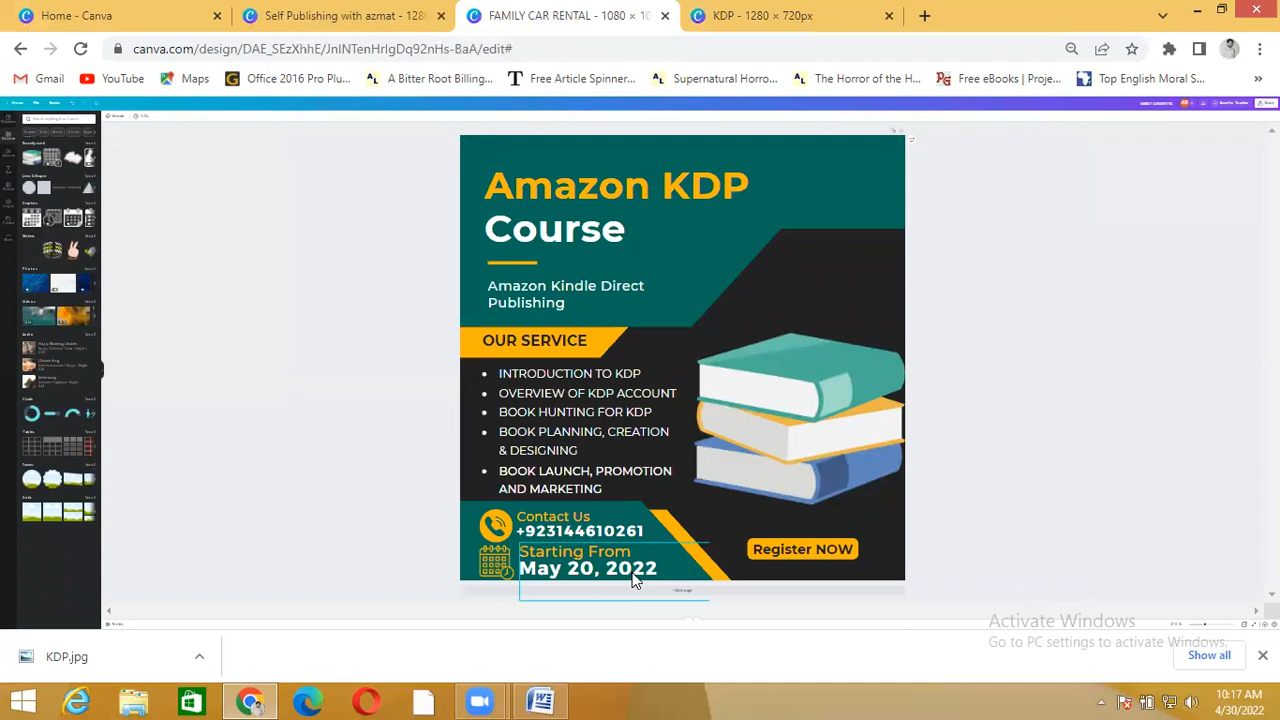 Home - Canva
Self Publishing with azmat - 128
FAMILY CAR RENTAL - 1080 × 10
KDP - 1280 × 720px
canva.com/design/DAE_SEzXhhE/JnINTenHrlgDq92nHs-BaA/edit#
Gmail
YouTube
Maps
Office 2016 Pro Plu...
A Bitter Root Billing...
Free Article Spinner...
Supernatural Horro...
The Horror of the H...
Free eBooks | Proje...
Top English Moral S...
»
Home
Amazon KDP
Course
Amazon Kindle Direct
Publishing
OUR SERVICE
• INTRODUCTION TO KDP
• OVERVIEW OF KDP ACCOUNT
• BOOK HUNTING FOR KDP
• BOOK PLANNING, CREATION
& DESIGNING
• BOOK LAUNCH, PROMOTION
AND MARKETING
Contact Us
+923144610261
Starting From
May 20, 2022
Register NOW
Photos
Videos
Audio
Charts
Activate Windows
Go to PC settings to activate Windows.
KDP.jpg
Show all
10:17 AM
4/30/2022